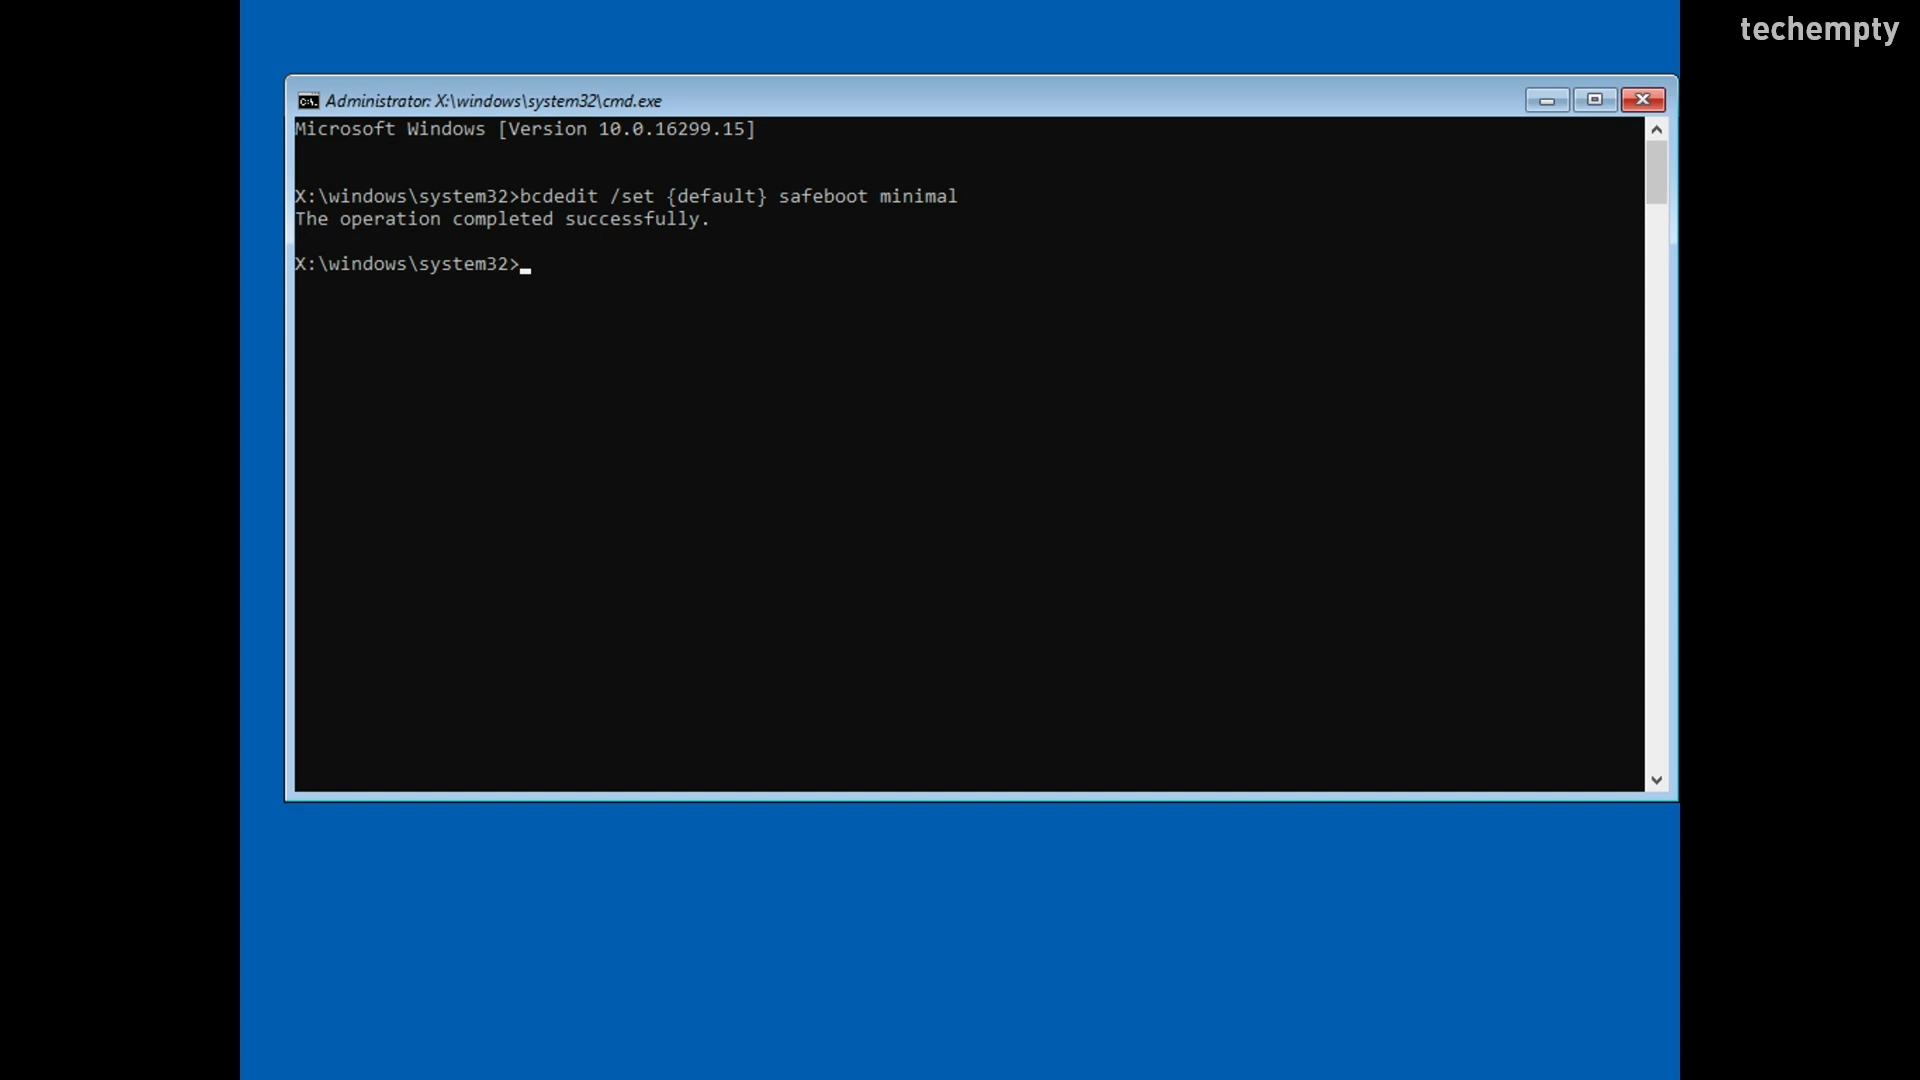 techempty
Administrator: X:\windows\system32\cmd.exe
Microsoft Windows [Version 10.0.16299.15]
X:\windows\system32>bcdedit /set {default} safeboot minimal
The operation completed successfully.
X:\windows\system32>